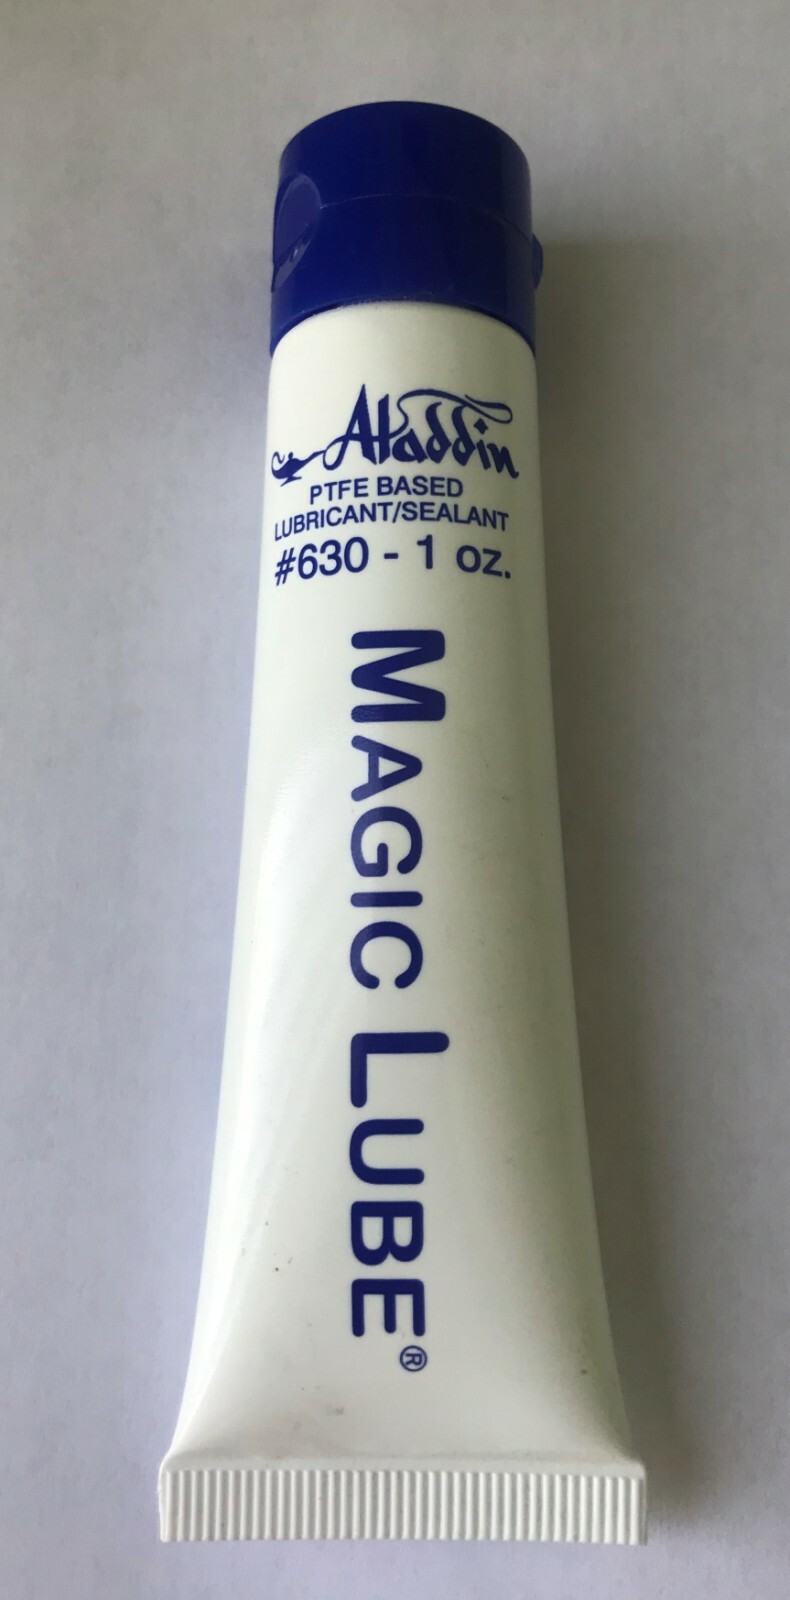 Aladdin
PTFE BASED
LUBRICANT/SEALANT
#630 - 1 oz.
MAGIC LUBE®